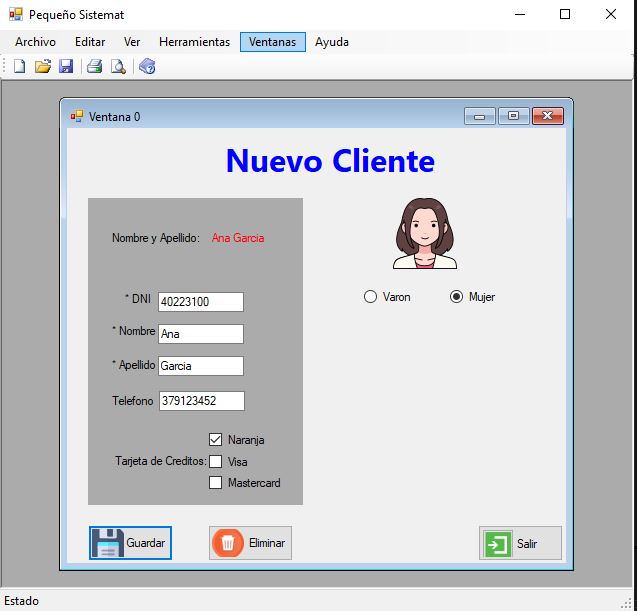 Pequeño Sistemat
Archivo Editar Ver Herramientas Ventanas Ayuda
Ventana 0
Nuevo Cliente
Nombre y Apellido: Ana Garcia
* DNI 40223100
* Nombre Ana
* Apellido Garcia
Telefono 379123452
Naranja
Tarjeta de Creditos: Visa
Mastercard
Varon Mujer
Guardar Eliminar Salir
Estado